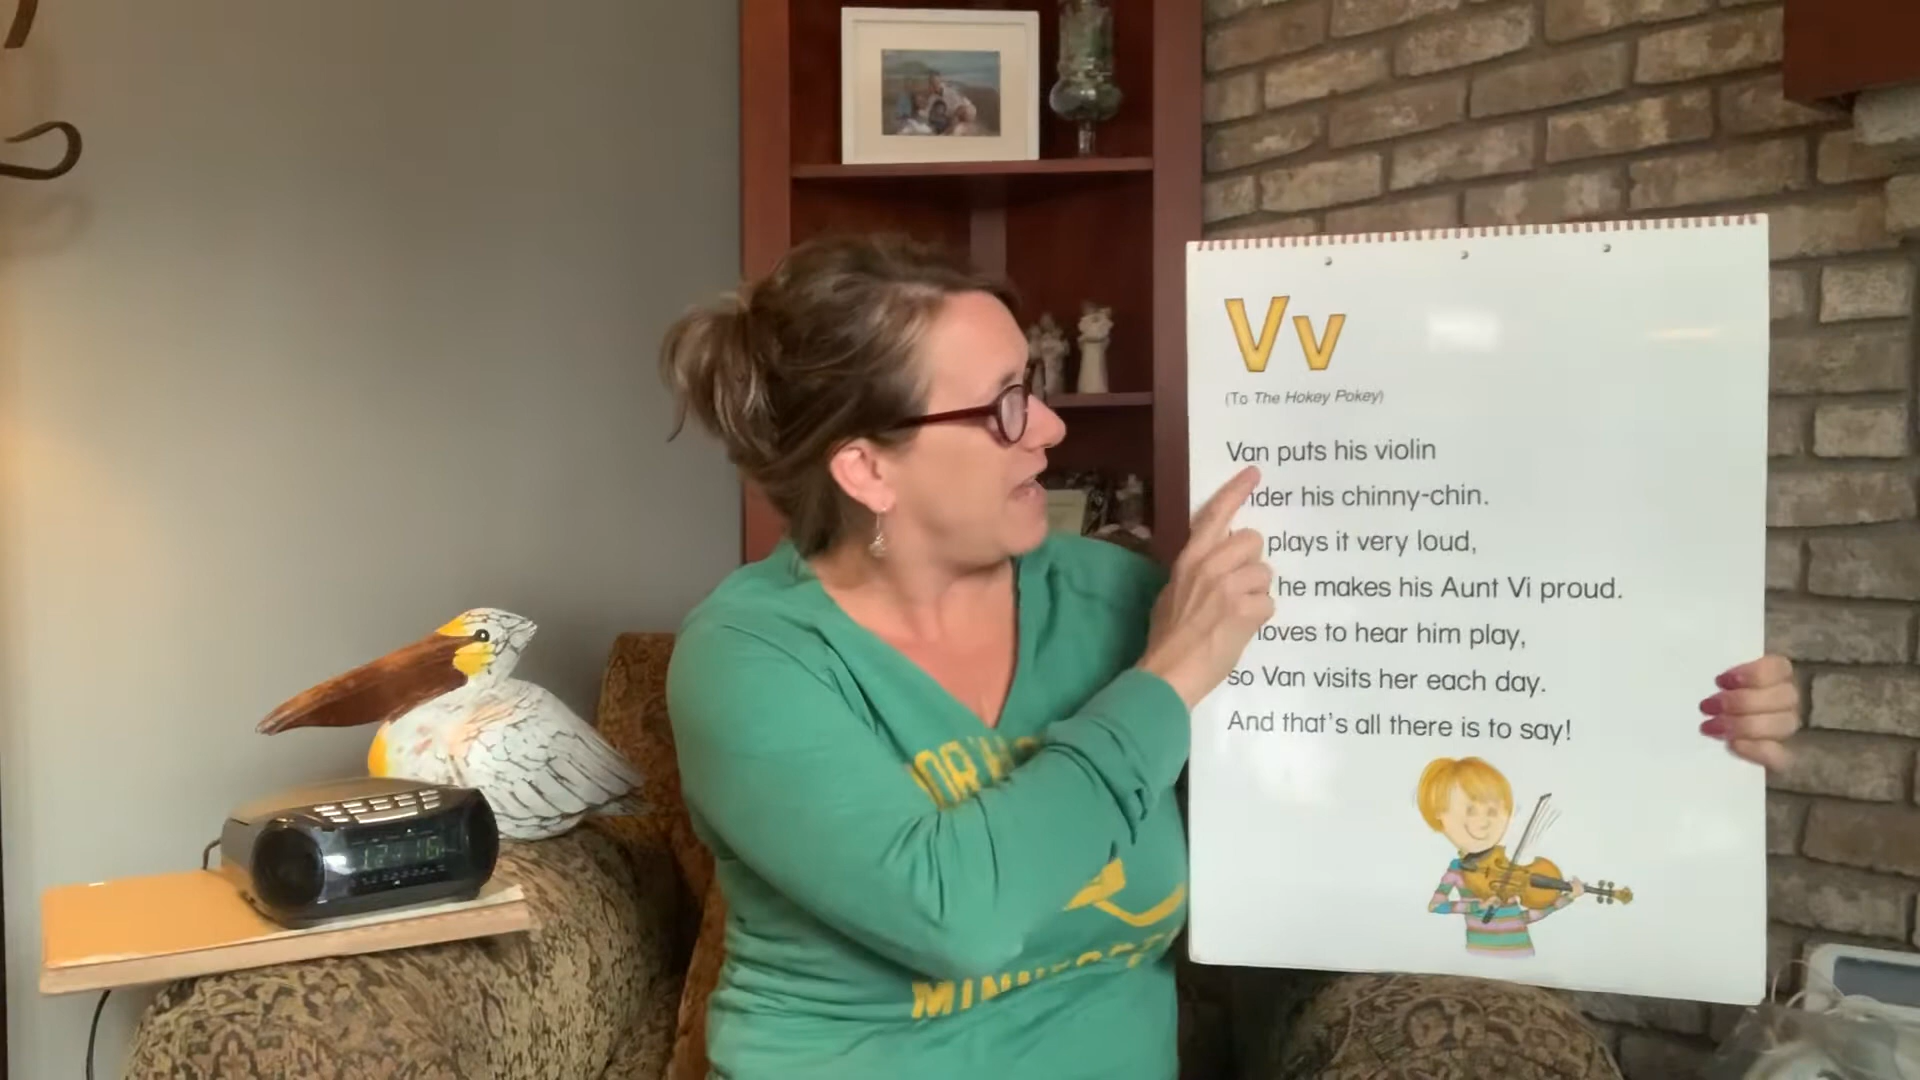 Vv
(To The Hokey Pokey)
Van puts his violin
his chinny-chin.
plays it very loud,
he makes his Aunt Vi proud.
loves to hear him play,
so Van visits her each day.
And that's all there is to say!
12:16